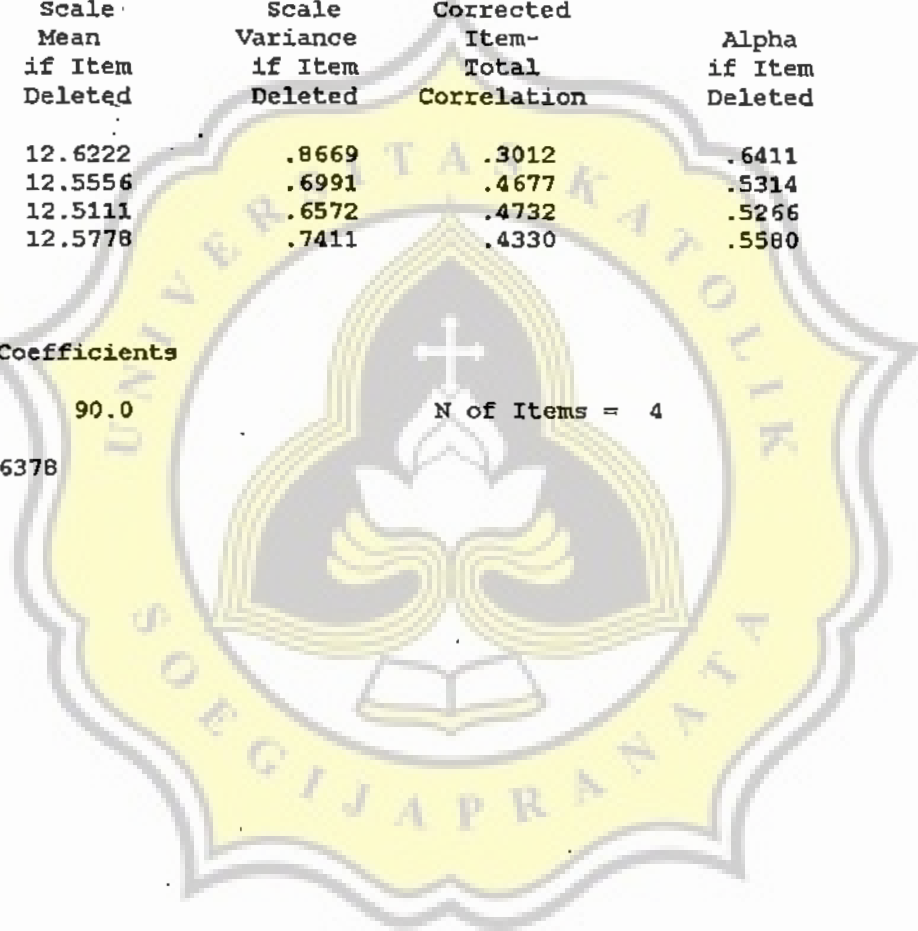 Scale Scale Corrected
Mean Variance Item- Alpha
if Item if Item Total if Item
Deleted Deleted Correlation Deleted
12.6222 .8669 .3012 .6411
12.5556 .6991 .4677 .5314
12.5111 .6572 .4732 .5266
12.5778 .7411 .4330 .5580
Coefficients
90.0 N of Items = 4
6378
UNIVERSITAS KATOLIK
SOEGIJAPRANATA